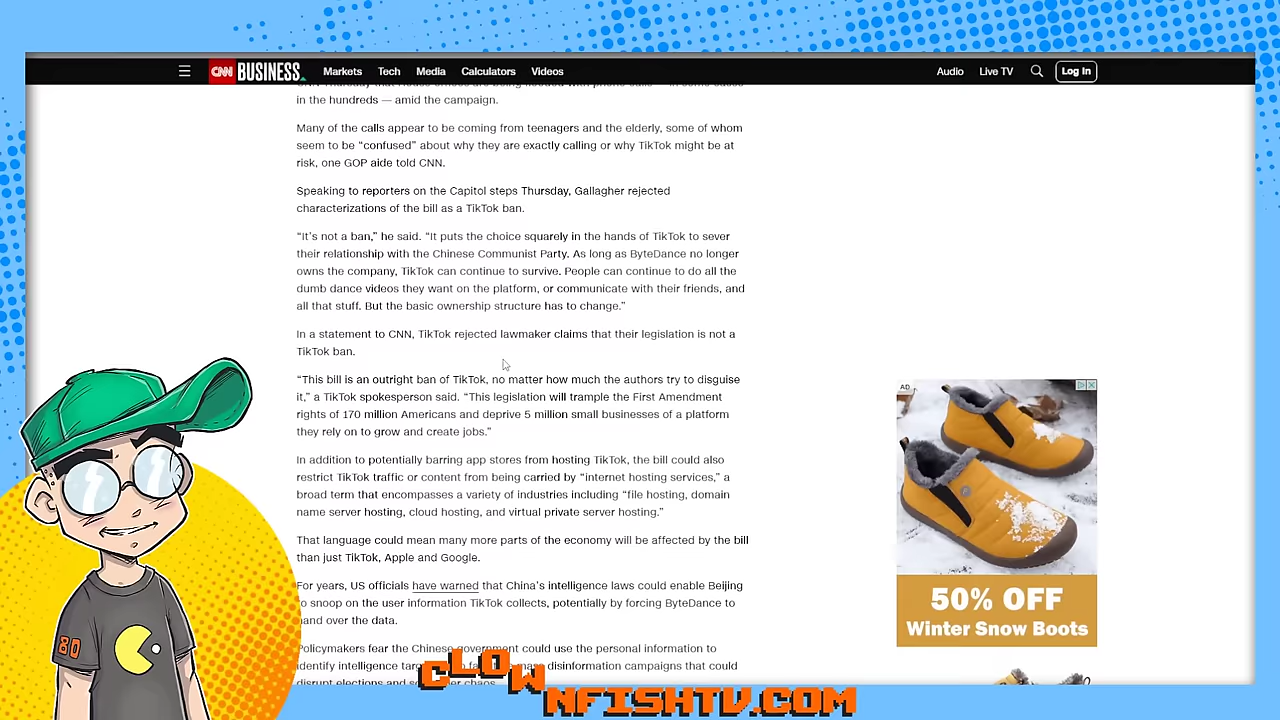 CNN BUSINESS Markets Tech Media Calculators Videos Audio Live TV Log In
in the hundreds — amid the campaign.
Many of the calls appear to be coming from teenagers and the elderly, some of whom
seem to be “confused” about why they are exactly calling or why TikTok might be at
risk, one GOP aide told CNN.
Speaking to reporters on the Capitol steps Thursday, Gallagher rejected
characterizations of the bill as a TikTok ban.
“It’s not a ban,” he said. “It puts the choice squarely in the hands of TikTok to sever
their relationship with the Chinese Communist Party. As long as ByteDance no longer
owns the company, TikTok can continue to survive. People can continue to do all the
dumb dance videos they want on the platform, or communicate with their friends, and
all that stuff. But the basic ownership structure has to change.”
In a statement to CNN, TikTok rejected lawmaker claims that their legislation is not a
TikTok ban.
“This bill is an outright ban of TikTok, no matter how much the authors try to disguise
it,” a TikTok spokesperson said. “This legislation will trample the First Amendment
rights of 170 million Americans and deprive 5 million small businesses of a platform
they rely on to grow and create jobs.”
In addition to potentially barring app stores from hosting TikTok, the bill could also
restrict TikTok traffic or content from being carried by “internet hosting services,” a
broad term that encompasses a variety of industries including “file hosting, domain
name server hosting, cloud hosting, and virtual private server hosting.”
That language could mean many more parts of the economy will be affected by the bill
than just TikTok, Apple and Google.
For years, US officials have warned that China’s intelligence laws could enable Beijing
to snoop on the user information TikTok collects, potentially by forcing ByteDance to
hand over the data.
Policymakers fear the Chinese government could use the personal information to
identify intelligence disinformation campaigns that could
disrupt elections and
AD
50% OFF
Winter Snow Boots
80
CLOWNFISHTV.COM